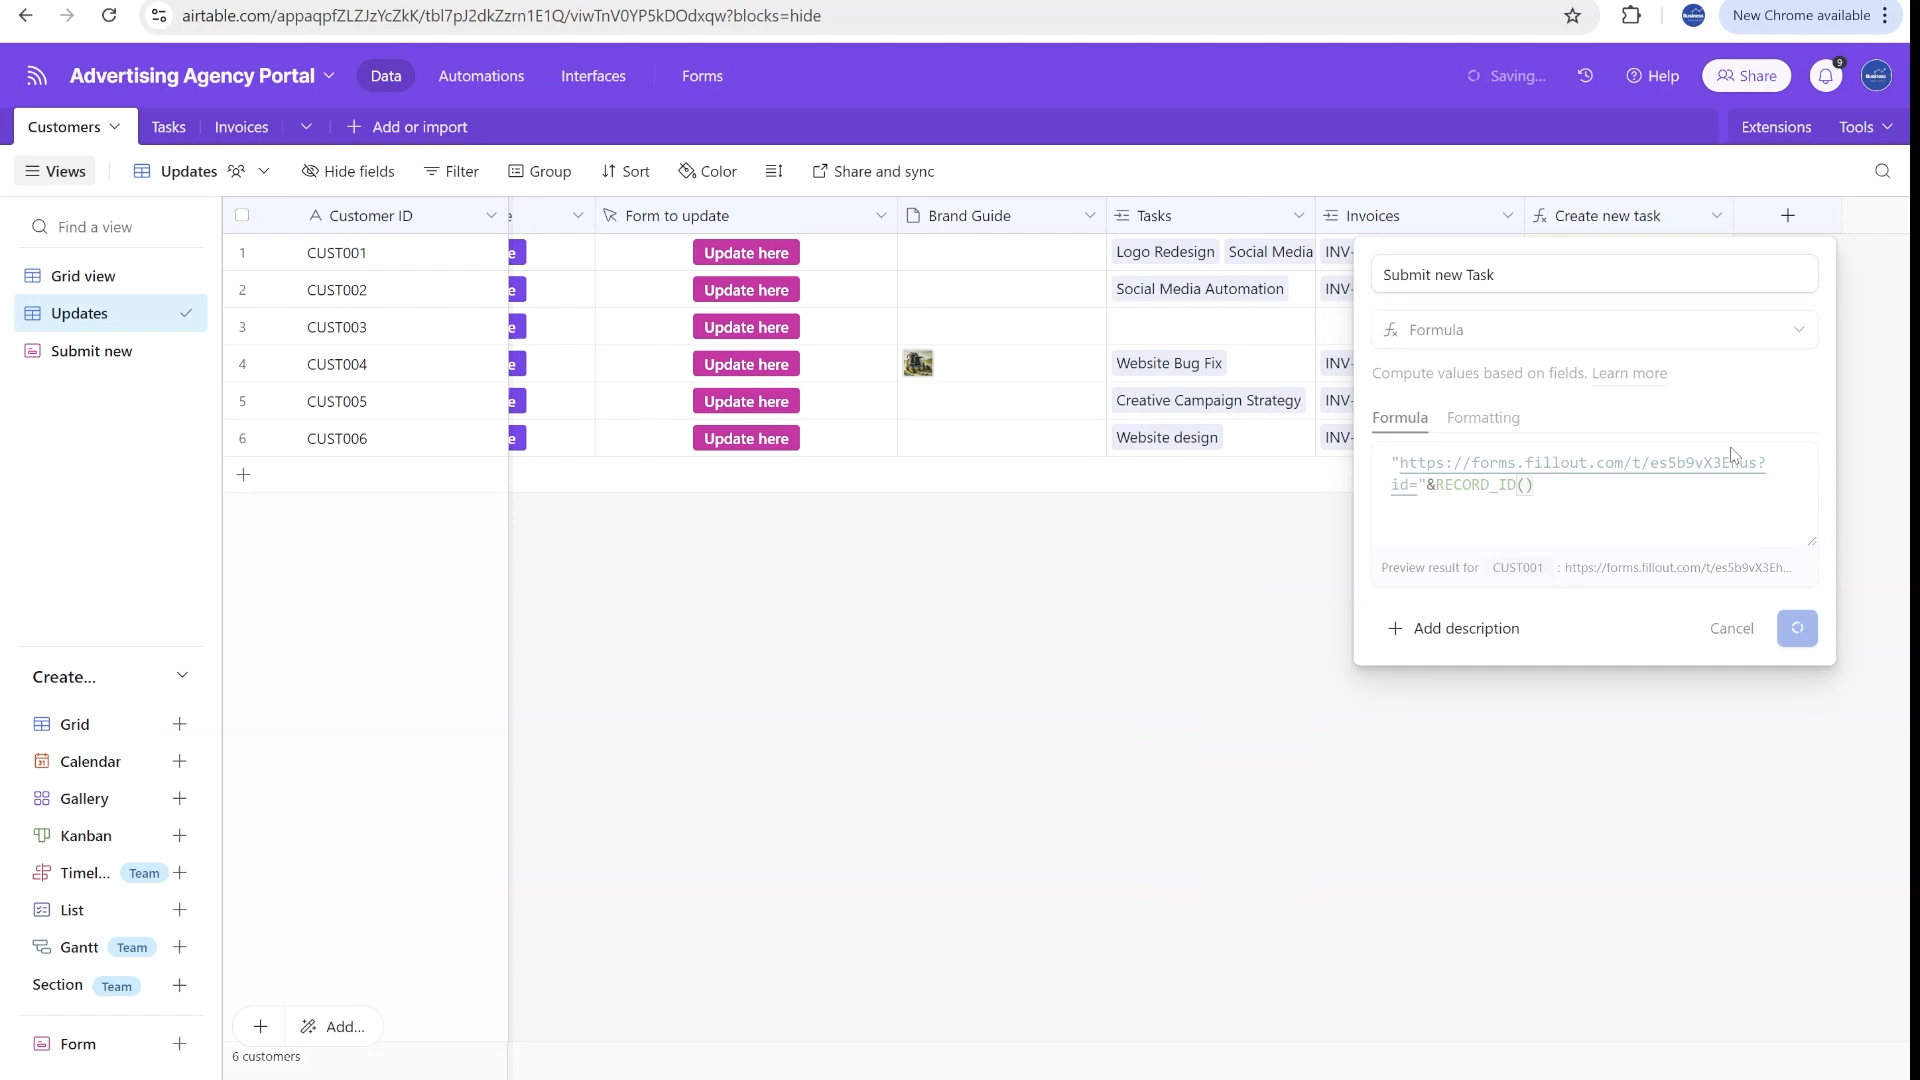 airtable.com/appaqpfZLZJzYcZkK/tbl7pJ2dkZzrn1E1Q/viwTnV0YP5kDOdxqw?blocks=hide
New Chrome available
Advertising Agency Portal
Data
Automations
Interfaces
Forms
Saving...
Help
Share
9
Customers
Tasks
Invoices
Add or import
Extensions
Tools
Views
Updates
Hide fields
Filter
Group
Sort
Color
Share and sync
Find a view
Grid view
Updates
Submit new
Customer ID
Form to update
Brand Guide
Tasks
Invoices
Create new task
1 CUST001 e Update here Logo Redesign Social Media INV-
2 CUST002 e Update here Social Media Automation INV-
3 CUST003 e Update here
4 CUST004 e Update here Website Bug Fix INV-
5 CUST005 e Update here Creative Campaign Strategy INV-
6 CUST006 e Update here Website design INV-
Submit new Task
Formula
Compute values based on fields. Learn more
Formula Formatting
id="&RECORD_ID()
Preview result for CUST001 : https://forms.fillout.com/t/es5b9vX3Eh...
Add description
Cancel
Create...
Grid
Calendar
Gallery
Kanban
Timel... Team
List
Gantt Team
Section Team
Form
Add...
6 customers